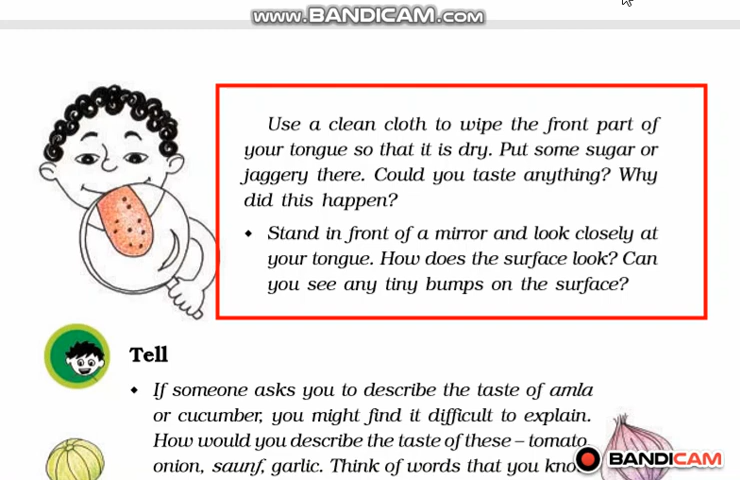 www.BANDICAM.com
Use a clean cloth to wipe the front part of
your tongue so that it is dry. Put some sugar or
jaggery there. Could you taste anything? Why
did this happen?
◆ Stand in front of a mirror and look closely at
your tongue. How does the surface look? Can
you see any tiny bumps on the surface?
Tell
◆ If someone asks you to describe the taste of amla
or cucumber, you might find it difficult to explain.
How would you describe the taste of these – tomato,
onion, saunf, garlic. Think of words that you
BANDICAM